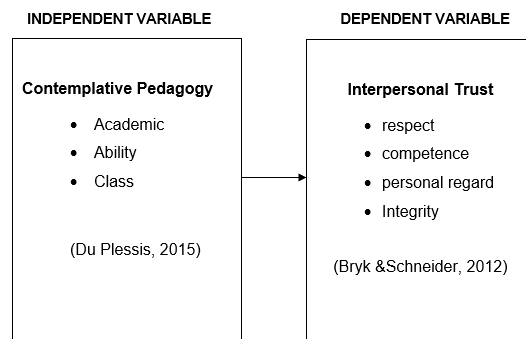 INDEPENDENT VARIABLE
Contemplative Pedagogy
• Academic
• Ability
• Class
(Du Plessis, 2015)
DEPENDENT VARIABLE
Interpersonal Trust
• respect
• competence
• personal regard
• Integrity
(Bryk &Schneider, 2012)